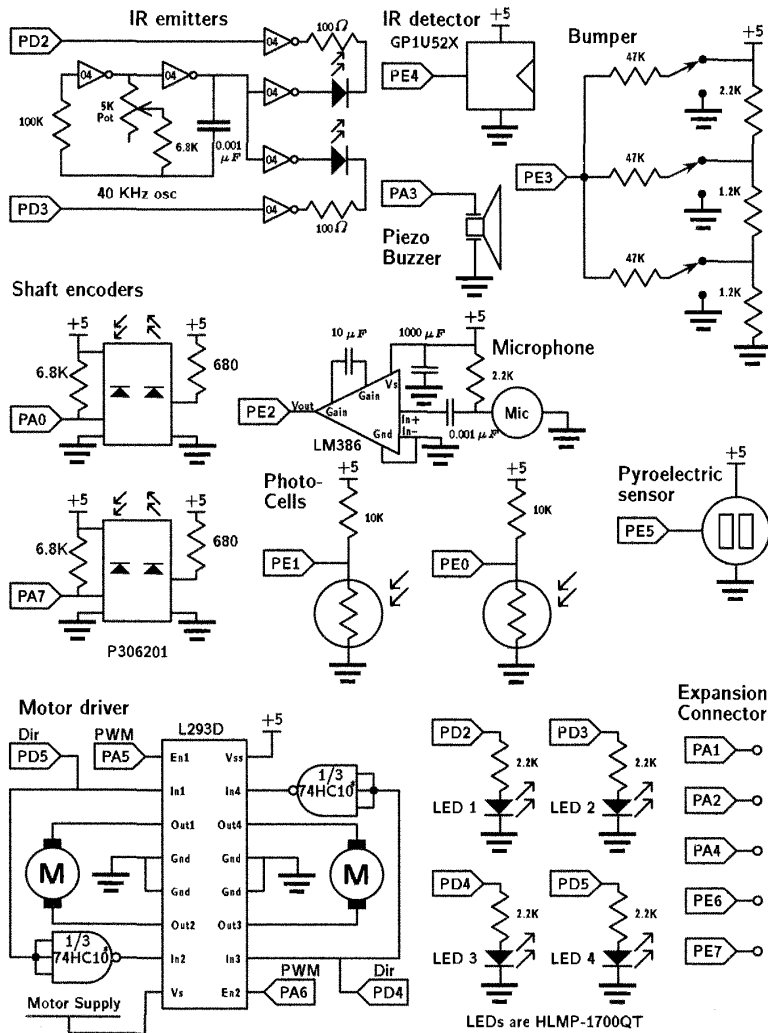 IR emitters
PD2
04
100Ω
04
04
04
5K
Pot
100K
6.8K
0.001
μF
04
40 KHz osc
PD3
04
100Ω
IR detector
GP1U52X
+5
PE4
PA3
Piezo
Buzzer
Bumper
+5
47K
2.2K
PE3
47K
1.2K
47K
1.2K
Shaft encoders
+5
+5
6.8K
680
PA0
+5
+5
6.8K
680
PA7
P306201
10 μF
1000 μF
+5
Microphone
2.2K
Gain
Vs
PE2
Vout
Gain
In+
In-
Gnd
LM386
0.001 μF
Mic
Photo-
Cells
+5
10K
PE1
+5
10K
PE0
Pyroelectric
sensor
+5
PE5
Motor driver
Dir
PD5
PWM
PA5
L293D
+5
En1
Vss
In1
In4
1/3
74HC10*
Out1
Out4
M
Gnd
Gnd
M
Gnd
Gnd
Out2
Out3
1/3
74HC10*
In2
In3
PWM
Dir
Vs
En2
PA6
PD4
Motor Supply
PD2
2.2K
LED 1
PD3
2.2K
LED 2
PD4
2.2K
LED 3
PD5
2.2K
LED 4
LEDs are HLMP-1700QT
Expansion
Connector
PA1
PA2
PA4
PE6
PE7